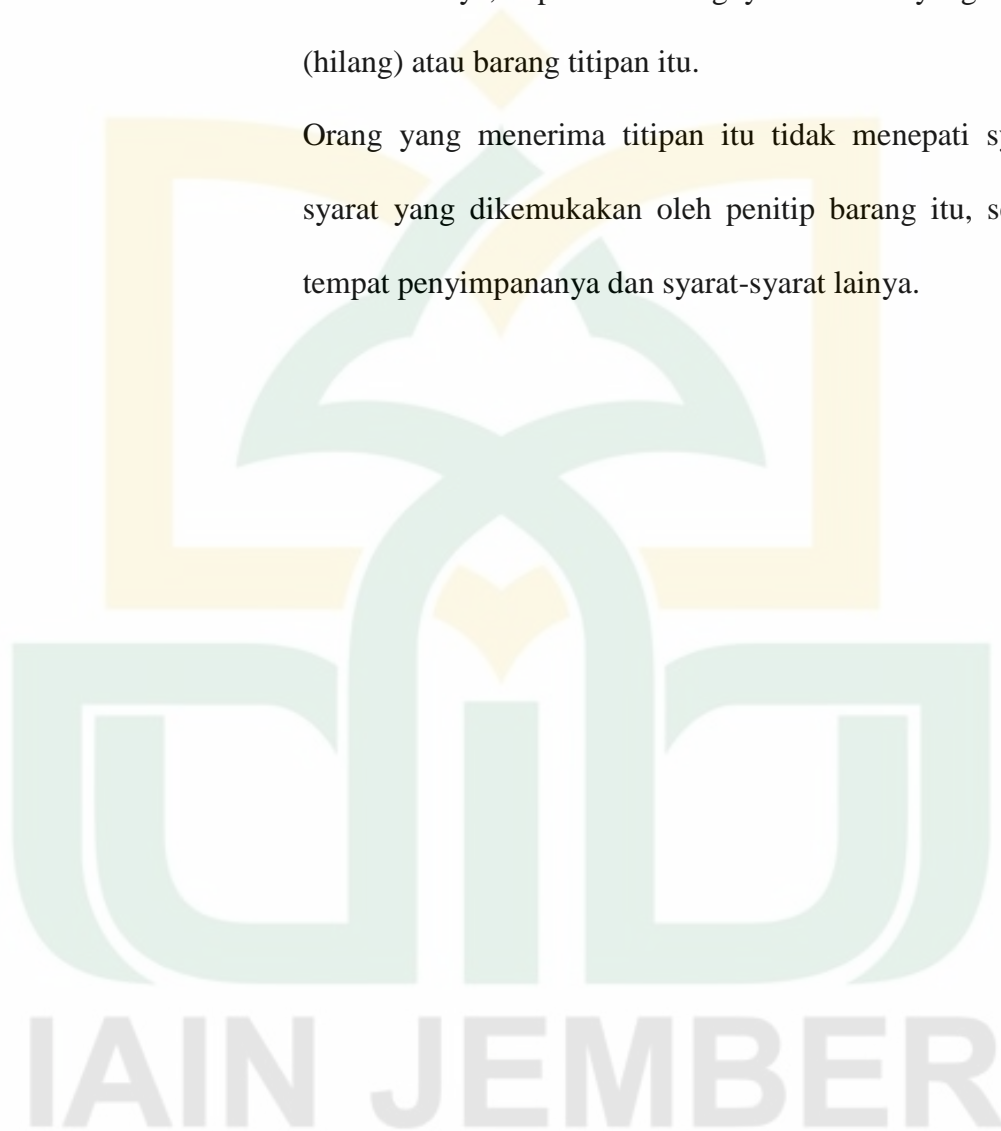 (hilang) atau barang titipan itu.
Orang yang menerima titipan itu tidak menepati
syarat yang dikemukakan oleh penitip barang itu,
tempat penyimpananya dan syarat-syarat lainya.
IAIN JEMBER